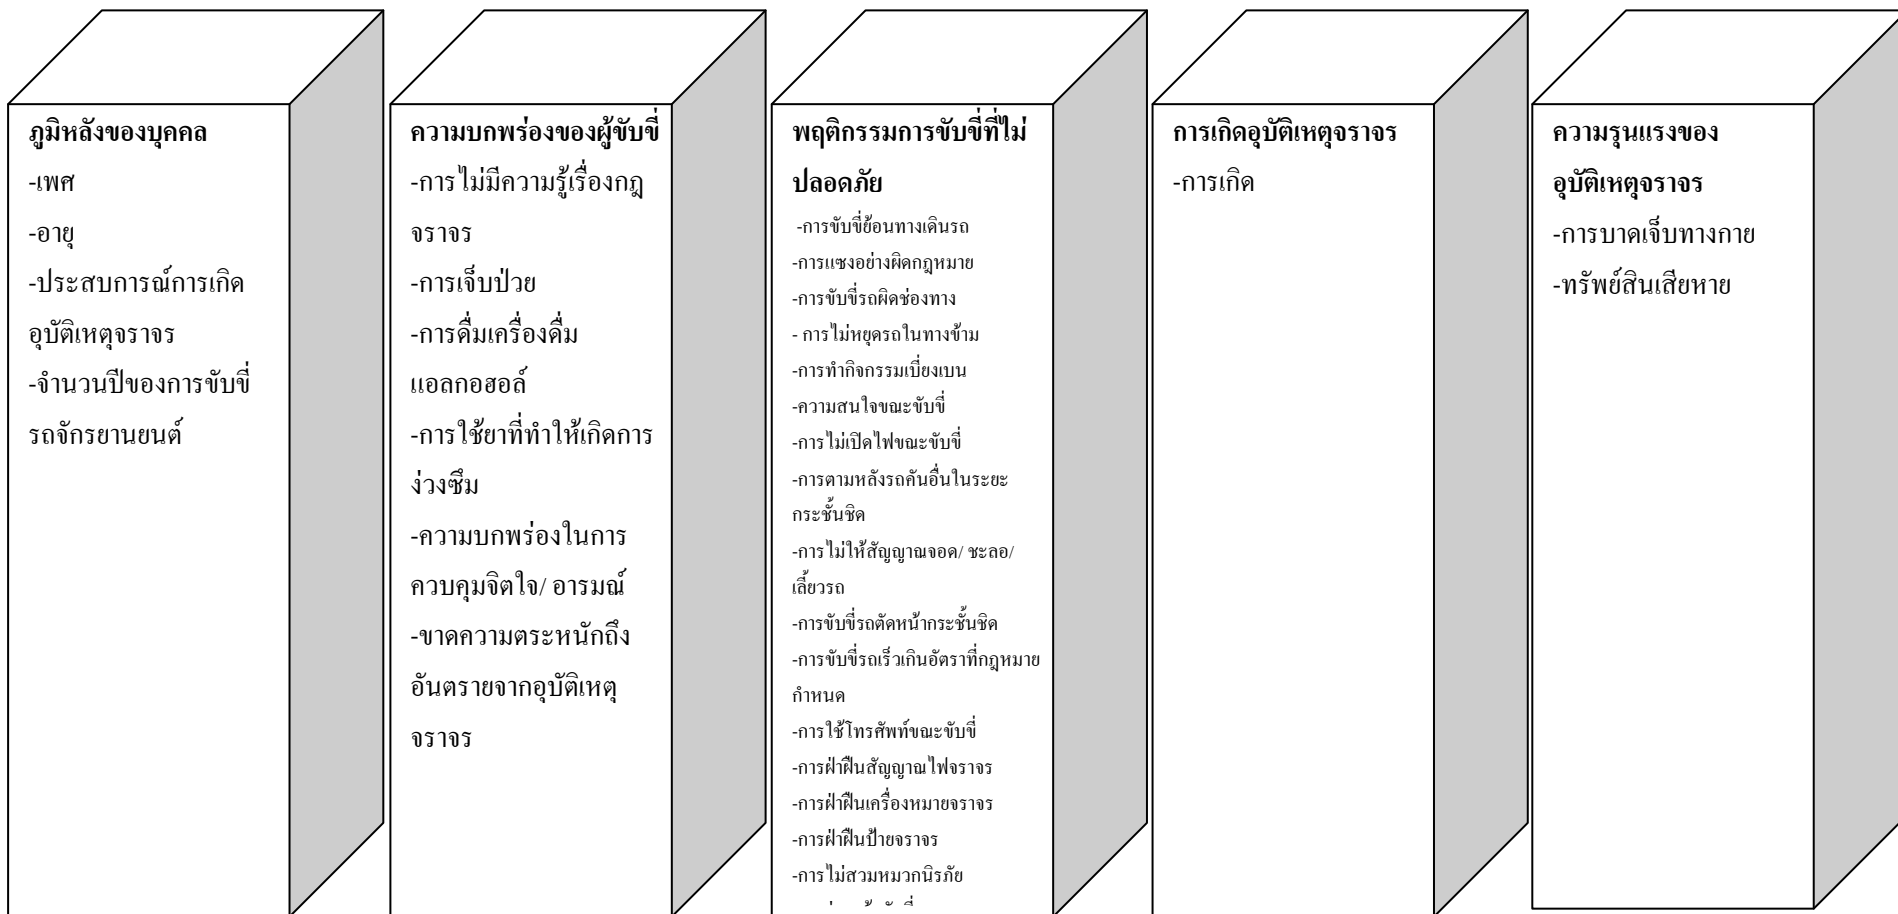 ภูมิหลังของบุคคล
-เพศ
-อายุ
-ประสบการณ์การเกิด
อุบัติเหตุจราจร
-จำนวนปีของการขับขี่
รถจักรยานยนต์
ความบกพร่องของผู้ขับขี่
-การไม่มีความรู้เรื่องกฎ
จราจร
-การเจ็บป่วย
-การดื่มเครื่องดื่ม
แอลกอฮอล์
-การใช้ยาที่ทำให้เกิดการ
ง่วงซึม
-ความบกพร่องในการ
ควบคุมจิตใจ/ อารมณ์
-ขาดความตระหนักถึง
อันตรายจากอุบัติเหตุ
จราจร
พฤติกรรมการขับขี่ที่ไม่
ปลอดภัย
-การขับขี่ย้อนทางเดินรถ
-การแซงอย่างผิดกฎหมาย
-การขับขี่รถผิดช่องทาง
- การไม่หยุดรถในทางข้าม
-การทำกิจกรรมเบี่ยงเบน
-ความสนใจขณะขับขี่
-การไม่เปิดไฟขณะขับขี่
-การตามหลังรถคันอื่นในระยะ
กระชั้นชิด
-การไม่ให้สัญญาณจอด/ ชะลอ/
เลี้ยวรถ
-การขับขี่รถตัดหน้ากระชั้นชิด
-การขับขี่รถเร็วเกินอัตราที่กฎหมาย
กำหนด
-การใช้โทรศัพท์ขณะขับขี่
-การฝ่าฝืนสัญญาณไฟจราจร
-การฝ่าฝืนเครื่องหมายจราจร
-การฝ่าฝืนป้ายจราจร
-การไม่สวมหมวกนิรภัย
การเกิดอุบัติเหตุจราจร
-การเกิด
ความรุนแรงของ
อุบัติเหตุจราจร
-การบาดเจ็บทางกาย
-ทรัพย์สินเสียหาย